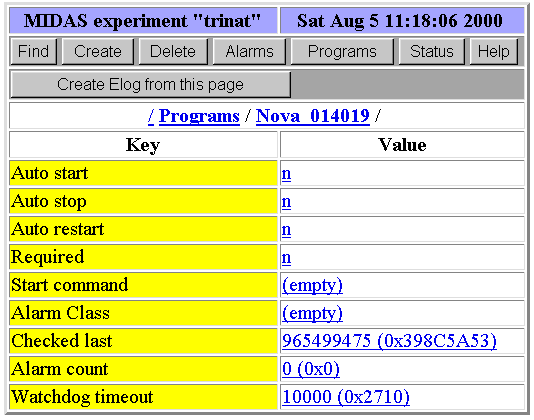 MIDAS experiment "trinat" Sat Aug 5 11:18:06 2000
Find Create Delete Alarms Programs Status Help
Create Elog from this page
/ Programs / Nova_014019 /
Key Value
Auto start n
Auto stop n
Auto restart n
Required n
Start command (empty)
Alarm Class (empty)
Checked last 965499475 (0x398C5A53)
Alarm count 0 (0x0)
Watchdog timeout 10000 (0x2710)